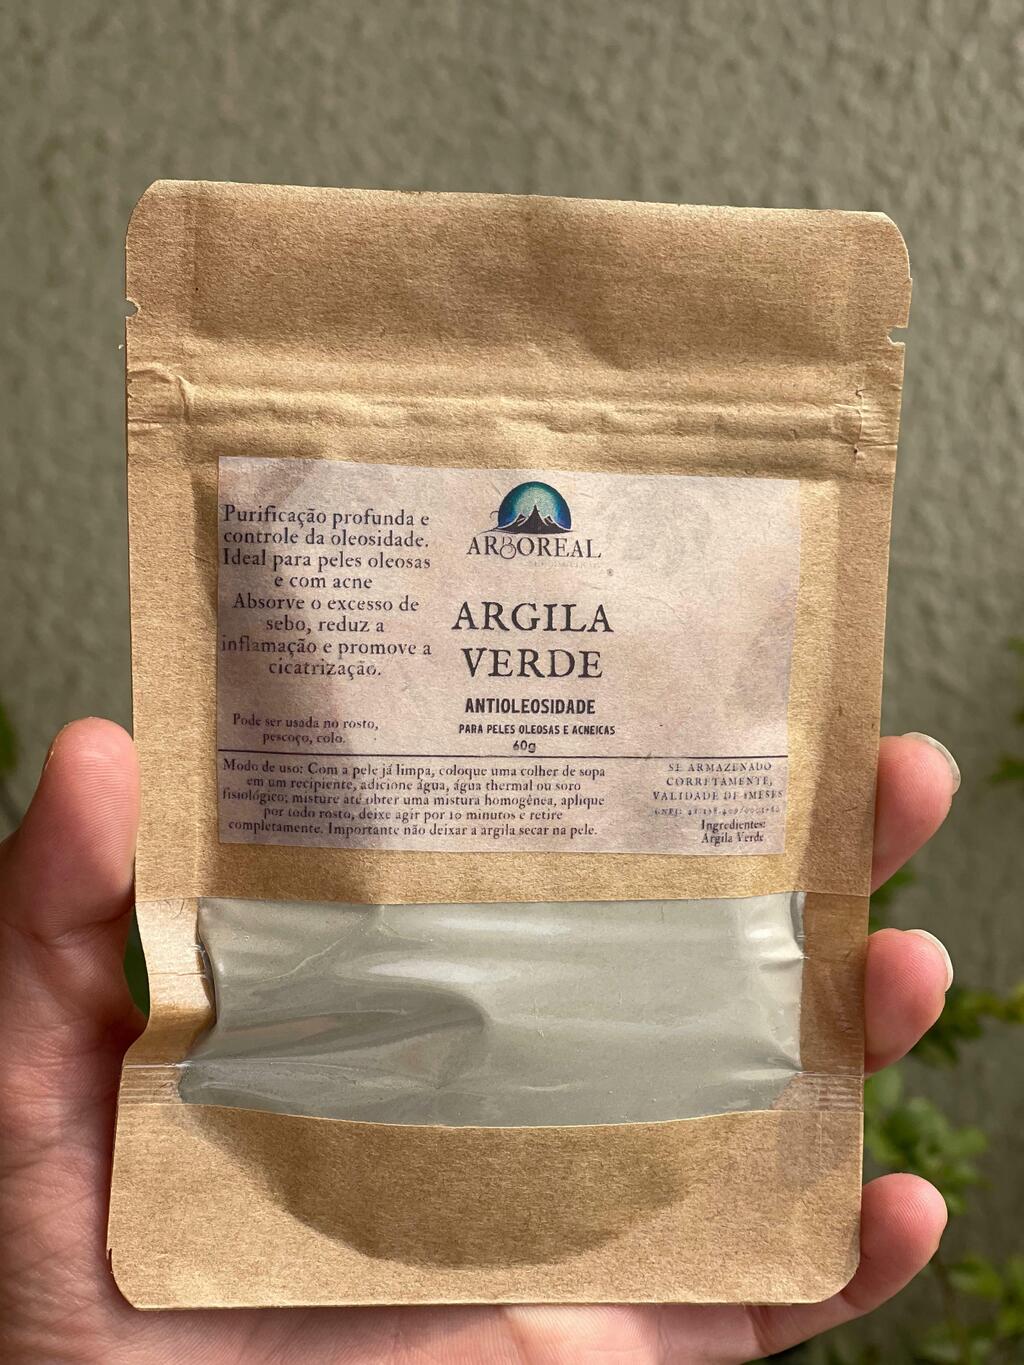 Purificação profunda e
controle da oleosidade.
Ideal para peles oleosas
e com acne
Absorve o excesso de
sebo, reduz a
inflamação e promove a
cicatrização.
Pode ser usada no rosto,
pescoço, colo.
ARBOREAL
®
ARGILA
VERDE
ANTIOLEOSIDADE
PARA PELES OLEOSAS E ACNEICAS
60g
Modo de uso: Com a pele já limpa, coloque uma colher de sopa
em um recipiente, adicione água, água thermal ou soro
fisiológico; misture até obter uma mistura homogênea, aplique
por todo rosto, deixe agir por 10 minutos e retire
completamente. Importante não deixar a argila secar na pele.
SE ARMAZENADO
CORRETAMENTE,
VALIDADE DE MESES
CNPJ:
Ingredientes:
Argila Verde